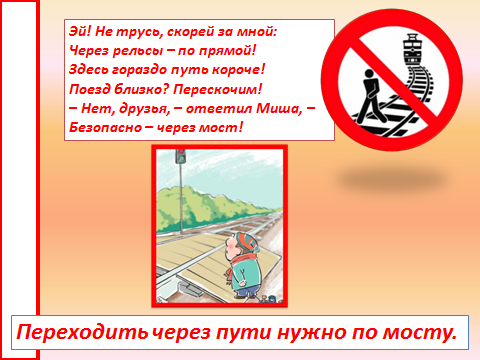 Эй! Не трусь, скорей за мной:
Через рельсы – по прямой!
Здесь гораздо путь короче!
Поезд близко? Перескочим!
– Нет, друзья, – ответил Миша, –
Безопасно – через мост!
Переходить через пути нужно по мосту.